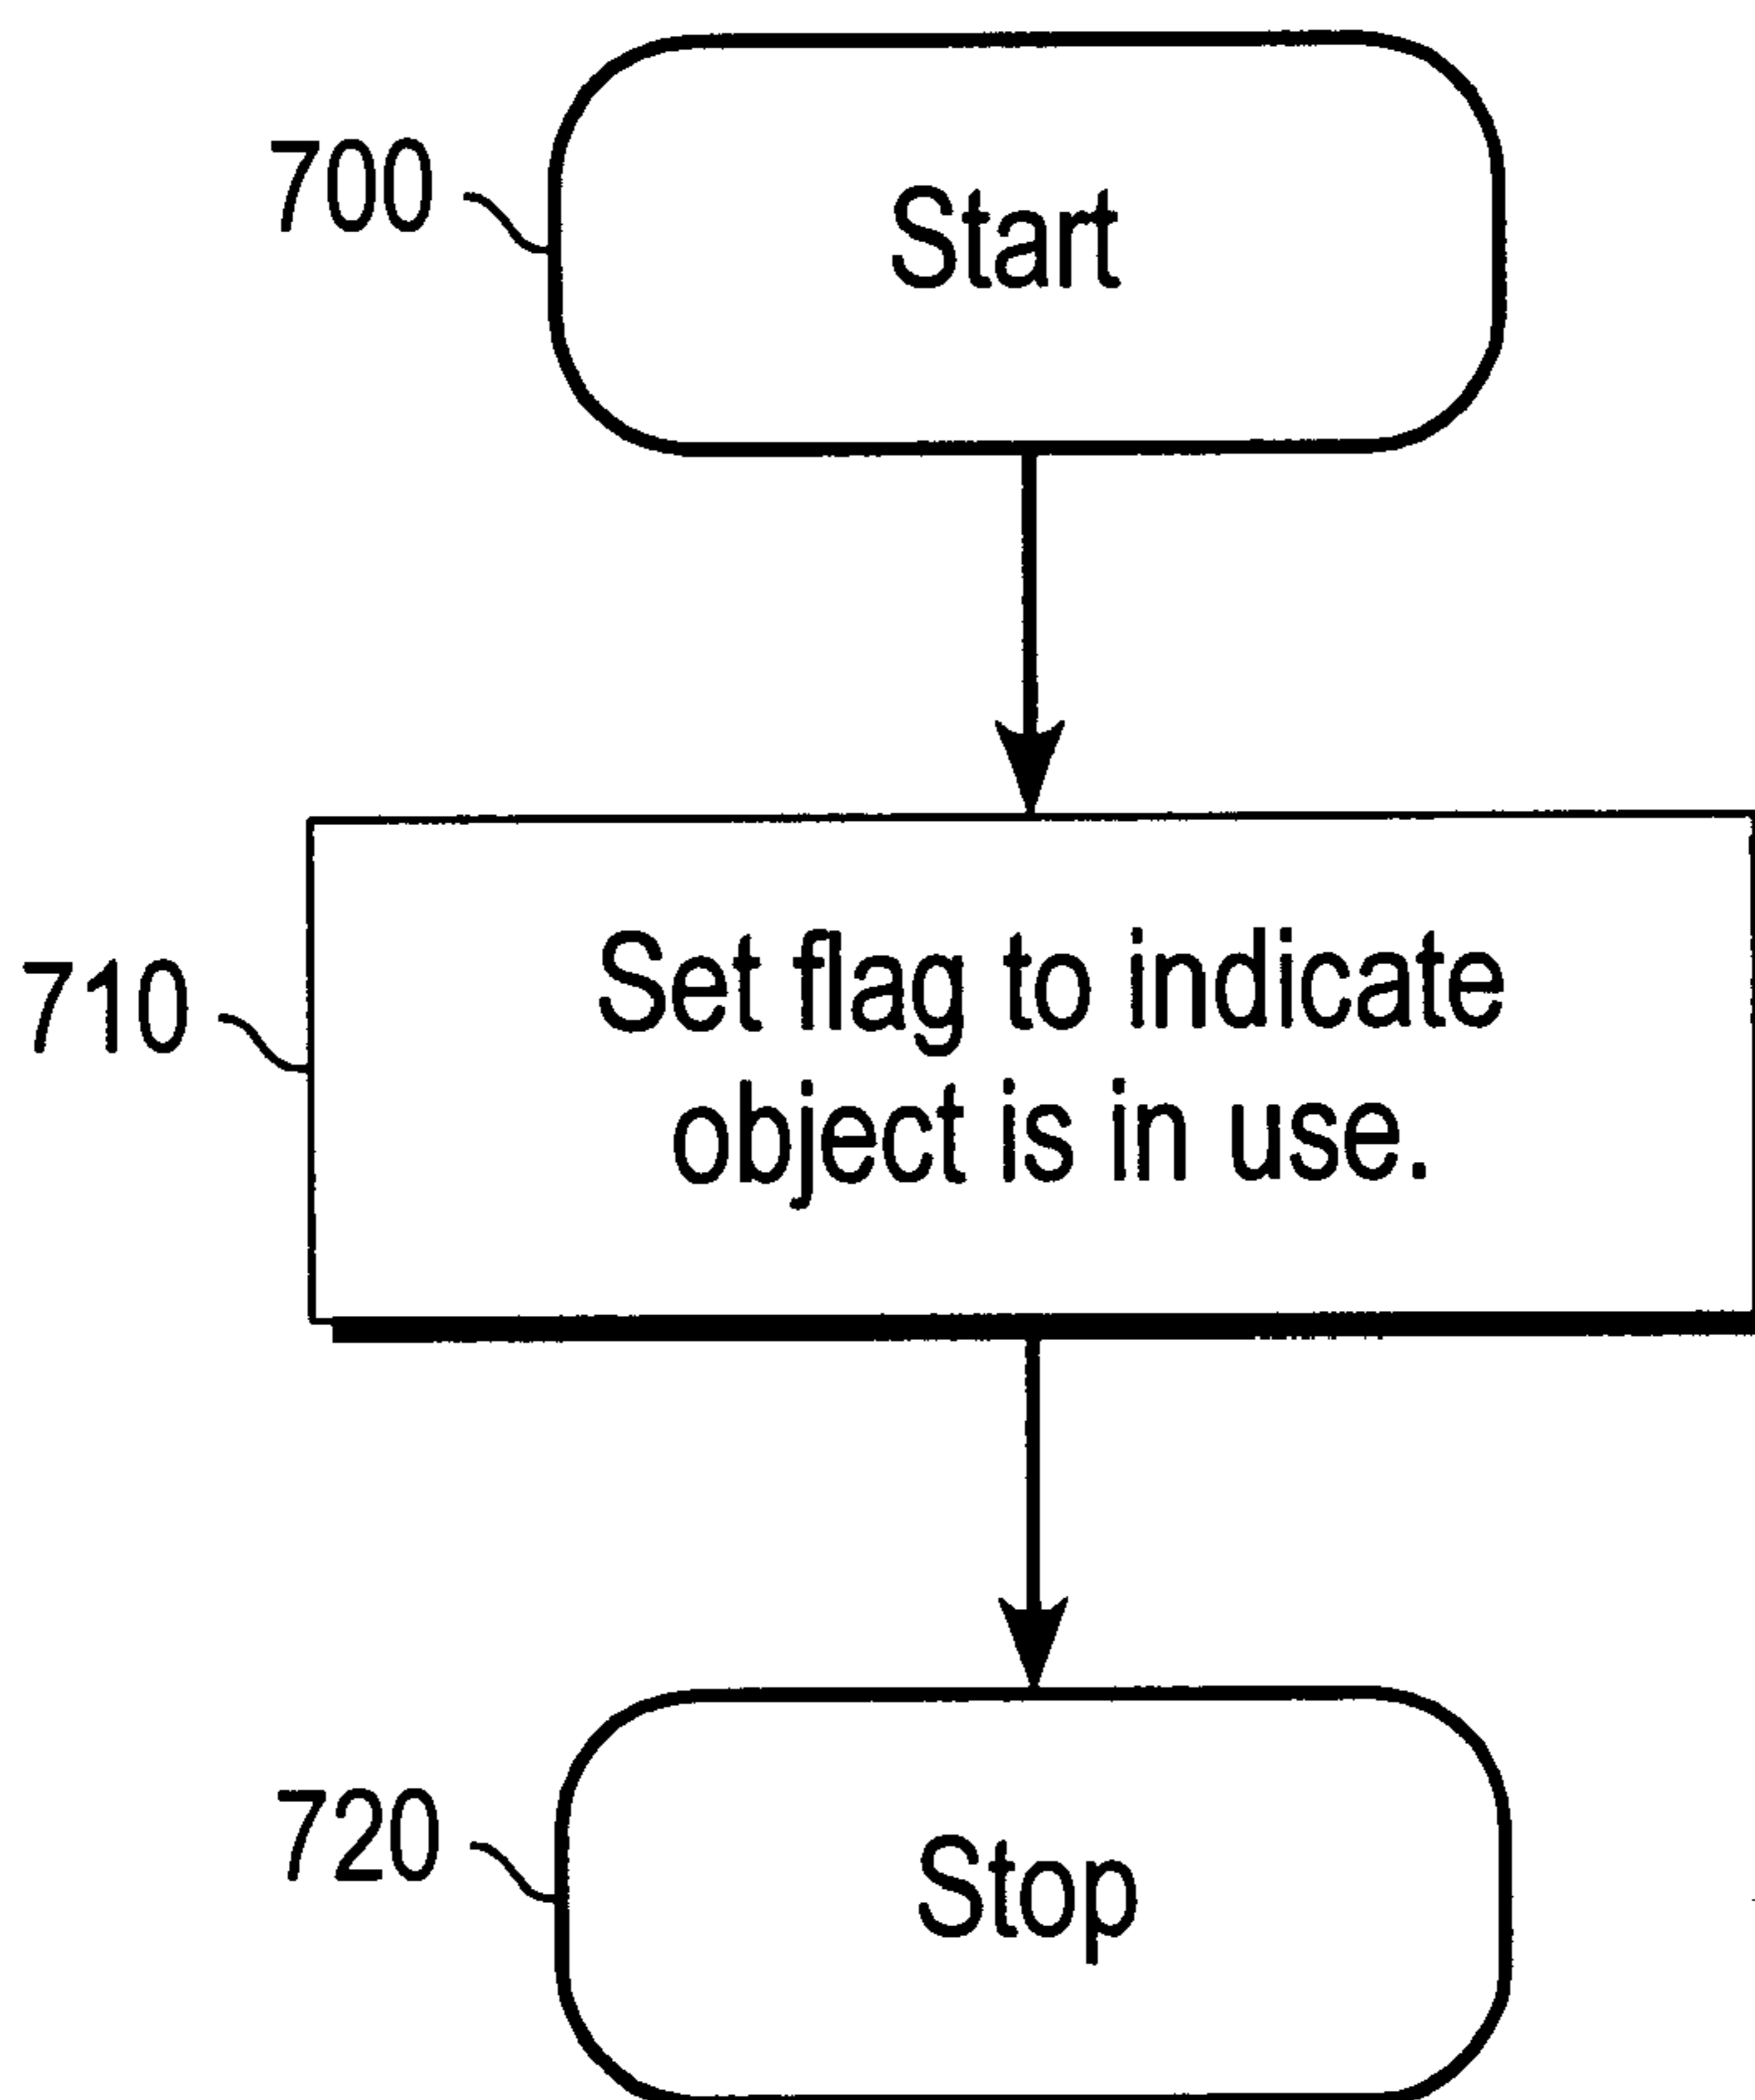 700
Start
710
Set flag to indicate
object is in use.
720
Stop